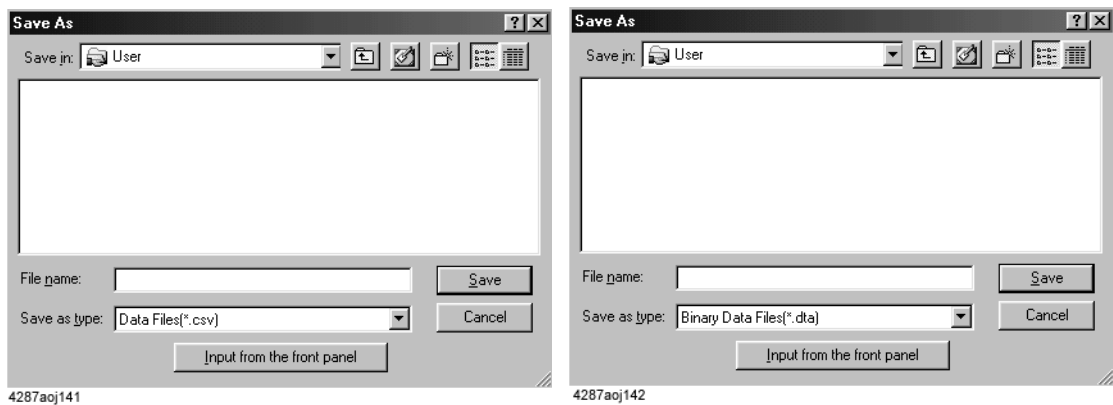 Save As
Save in: User
File name:
Save
Save as type: Data Files(*.csv)
Cancel
Input from the front panel
4287aoj141
Save As
Save in: User
File name:
Save
Save as type: Binary Data Files(*.dta)
Cancel
Input from the front panel
4287aoj142